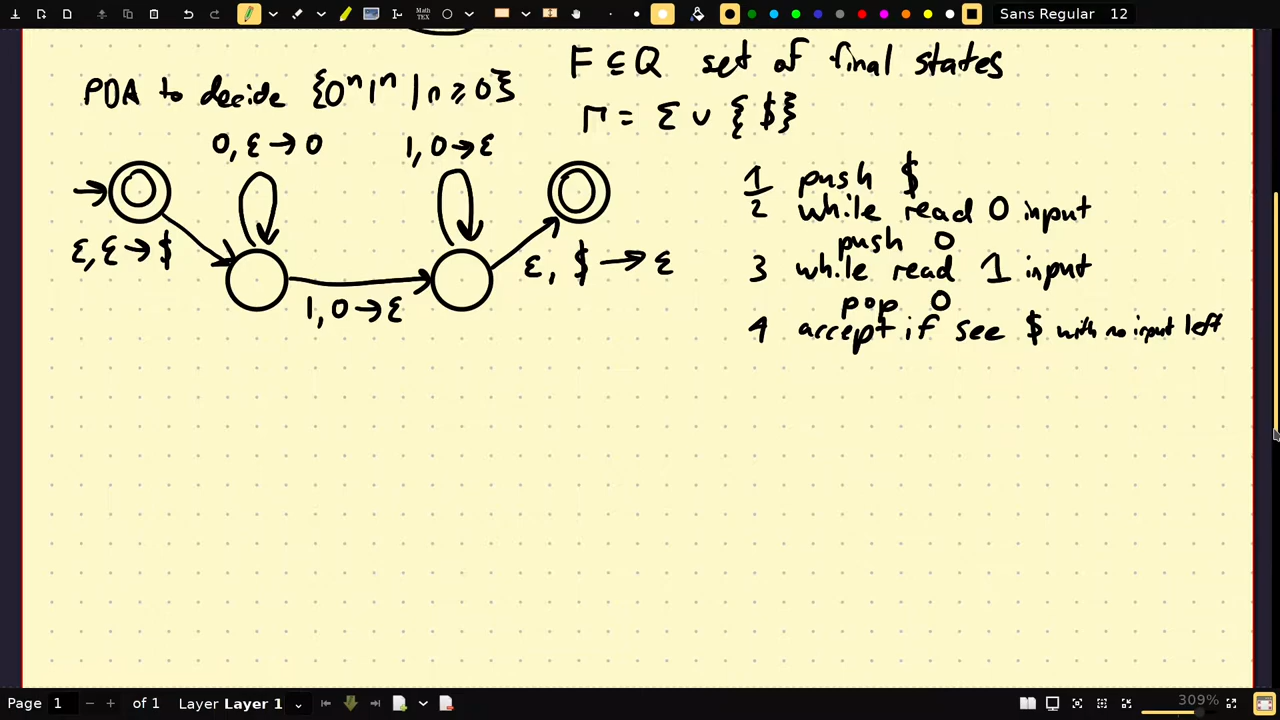 Math
TEX
Sans Regular 12
F ⊆ Q set of final states
Γ = Σ ∪ {$}
PDA to decide {0ⁿ1ⁿ | n ≥ 0}
0, ε → 0
1, 0 → ε
ε, ε → $
1, 0 → ε
ε, $ → ε
1 push $
2 while read 0 input
push 0
3 while read 1 input
pop 0
4 accept if see $ with no input left
Page 1 of 1 Layer Layer 1
309%